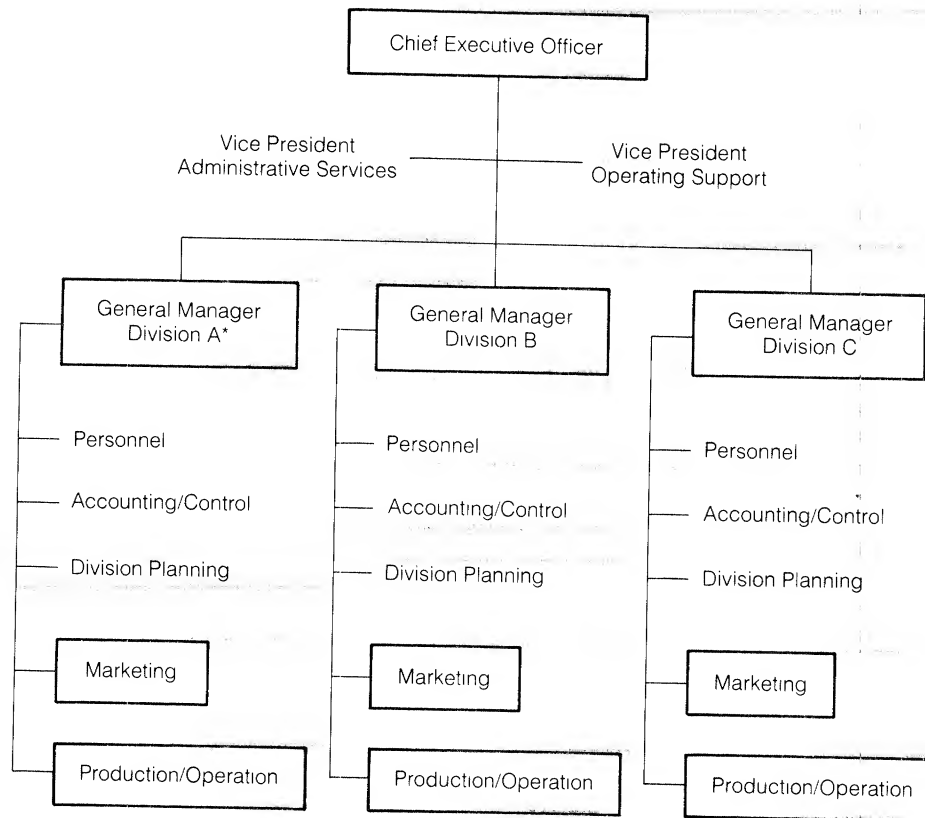 Chief Executive Officer
Vice President
Administrative Services
Vice President
Operating Support
General Manager
Division A*
Personnel
Accounting/Control
Division Planning
Marketing
Production/Operation
General Manager
Division B
Personnel
Accounting/Control
Division Planning
Marketing
Production/Operation
General Manager
Division C
Personnel
Accounting/Control
Division Planning
Marketing
Production/Operation